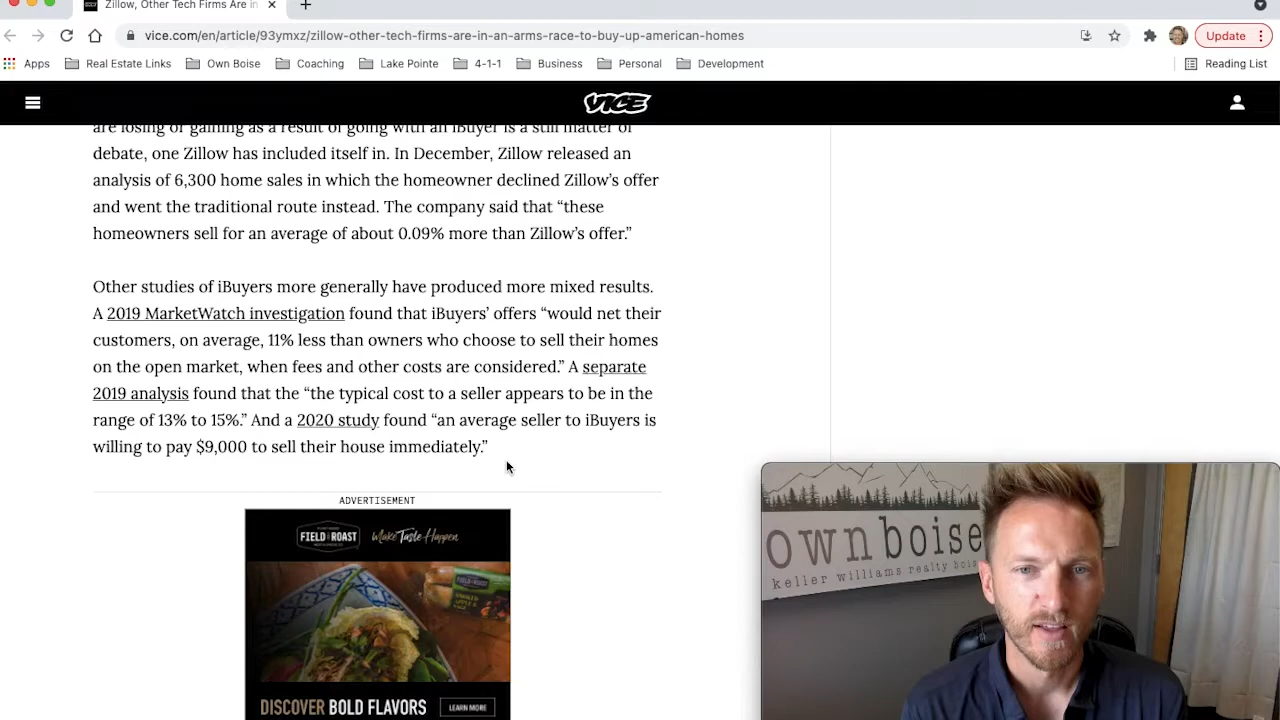 Zillow, Other Tech Firms Are in
vice.com/en/article/93ymxz/zillow-other-tech-firms-are-in-an-arms-race-to-buy-up-american-homes
Update
Apps
Real Estate Links
Own Boise
Coaching
Lake Pointe
4-1-1
Business
Personal
Development
Reading List
VICE
are losing or gaining as a result of going with an iBuyer is a still matter of
debate, one Zillow has included itself in. In December, Zillow released an
analysis of 6,300 home sales in which the homeowner declined Zillow’s offer
and went the traditional route instead. The company said that “these
homeowners sell for an average of about 0.09% more than Zillow’s offer.”
Other studies of iBuyers more generally have produced more mixed results.
A 2019 MarketWatch investigation found that iBuyers’ offers “would net their
customers, on average, 11% less than owners who choose to sell their homes
on the open market, when fees and other costs are considered.” A separate
2019 analysis found that the “the typical cost to a seller appears to be in the
range of 13% to 15%.” And a 2020 study found “an average seller to iBuyers is
willing to pay $9,000 to sell their house immediately.”
ADVERTISEMENT
FIELD ROAST
Make Taste Happen
DISCOVER BOLD FLAVORS
LEARN MORE
own boise
keller williams realty bois